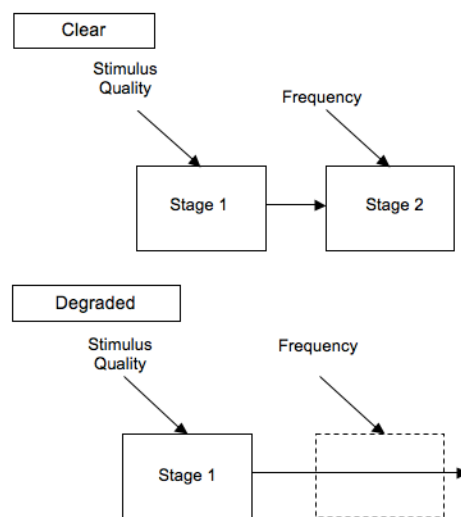 Clear
Stimulus
Quality
Frequency
Stage 1
Stage 2
Degraded
Stimulus
Quality
Frequency
Stage 1